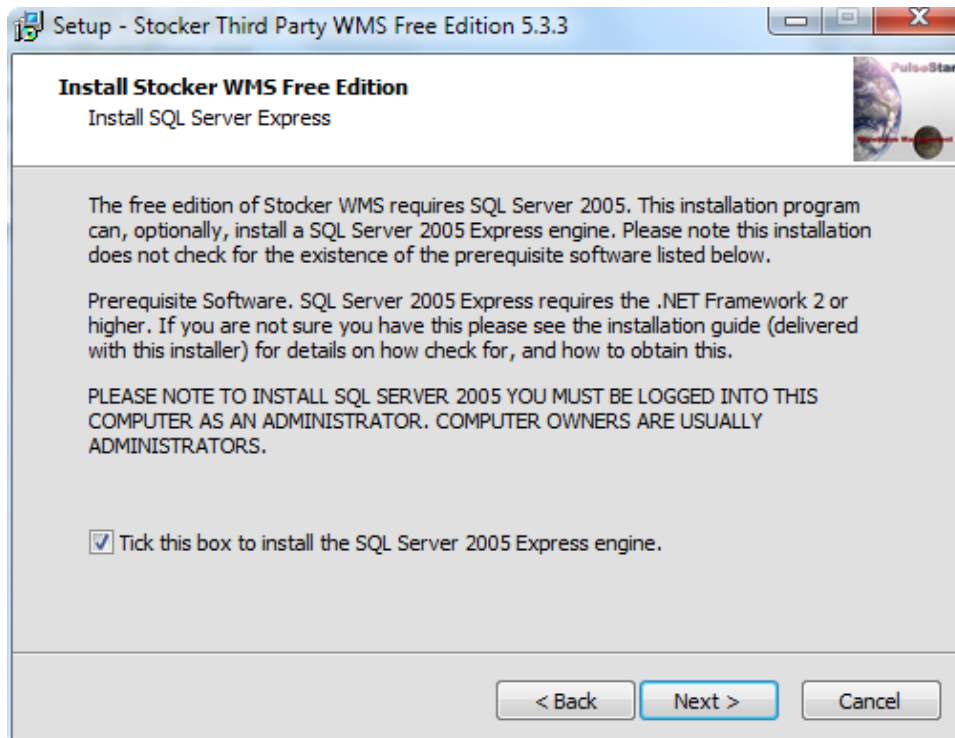 Setup - Stocker Third Party WMS Free Edition 5.3.3
Install Stocker WMS Free Edition
Install SQL Server Express
PulseStar
The free edition of Stocker WMS requires SQL Server 2005. This installation program
can, optionally, install a SQL Server 2005 Express engine. Please note this installation
does not check for the existence of the prerequisite software listed below.
Prerequisite Software. SQL Server 2005 Express requires the .NET Framework 2 or
higher. If you are not sure you have this please see the installation guide (delivered
with this installer) for details on how check for, and how to obtain this.
PLEASE NOTE TO INSTALL SQL SERVER 2005 YOU MUST BE LOGGED INTO THIS
COMPUTER AS AN ADMINISTRATOR. COMPUTER OWNERS ARE USUALLY
ADMINISTRATORS.
Tick this box to install the SQL Server 2005 Express engine.
< Back
Next >
Cancel